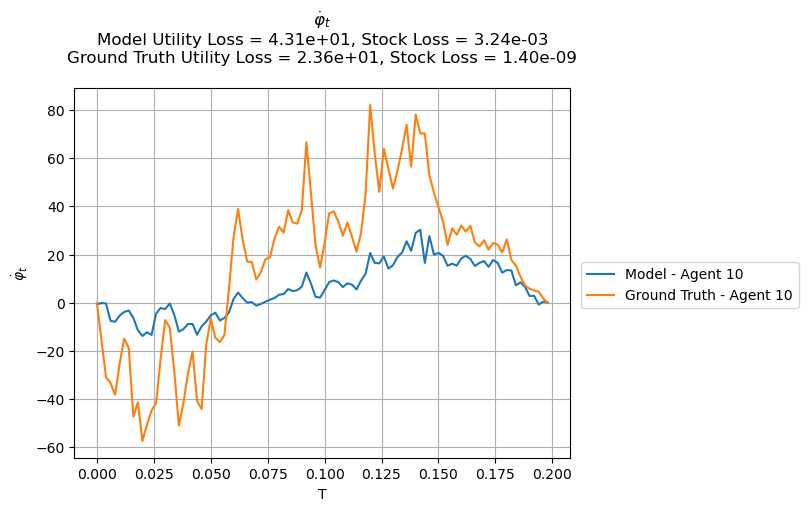 φ̇ₜ
Model Utility Loss = 4.31e+01, Stock Loss = 3.24e-03
Ground Truth Utility Loss = 2.36e+01, Stock Loss = 1.40e-09
80
60
40
20
0
−20
−40
−60
φ̇ₜ
0.000 0.025 0.050 0.075 0.100 0.125 0.150 0.175 0.200
T
Model - Agent 10
Ground Truth - Agent 10